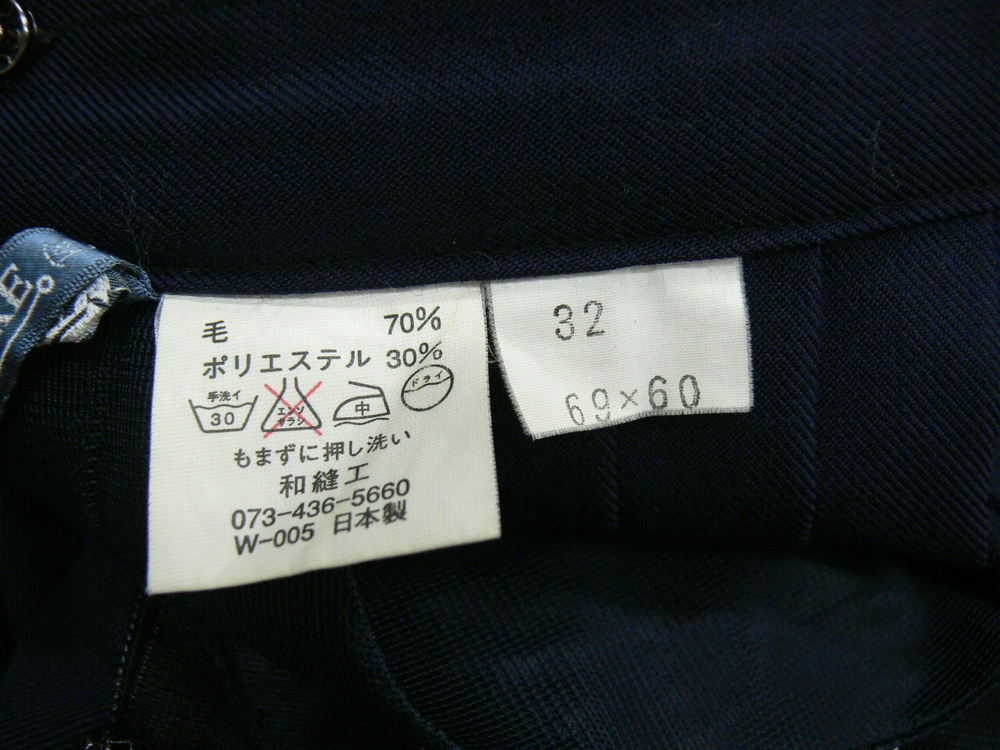 毛 70%
ポリエステル 30%
手洗イ 30 エンソサラシ 中 ドライ
もまずに押し洗い
和縫工
073-436-5660
W-005 日本製
32
69×60